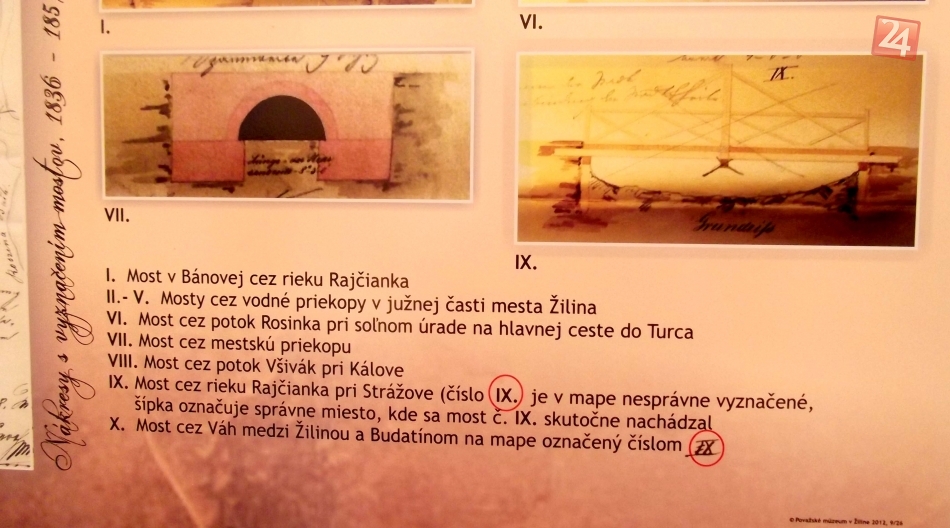 I.
VI.
24
IX.
Grundriss
VII.
IX.
Nákresy s vyznačením mostov, 1836 - 185
I. Most v Bánovej cez rieku Rajčianka
II.- V. Mosty cez vodné priekopy v južnej časti mesta Žilina
VI. Most cez potok Rosinka pri soľnom úrade na hlavnej ceste do Turca
VII. Most cez mestskú priekopu
VIII. Most cez potok Všivák pri Kálove
IX. Most cez rieku Rajčianka pri Strážove (číslo IX. je v mape nesprávne vyznačené,
šípka označuje správne miesto, kde sa most č. IX. skutočne nachádzal
X. Most cez Váh medzi Žilinou a Budatínom na mape označený číslom IX
© Považské múzeum v Žiline 2012, 9/26